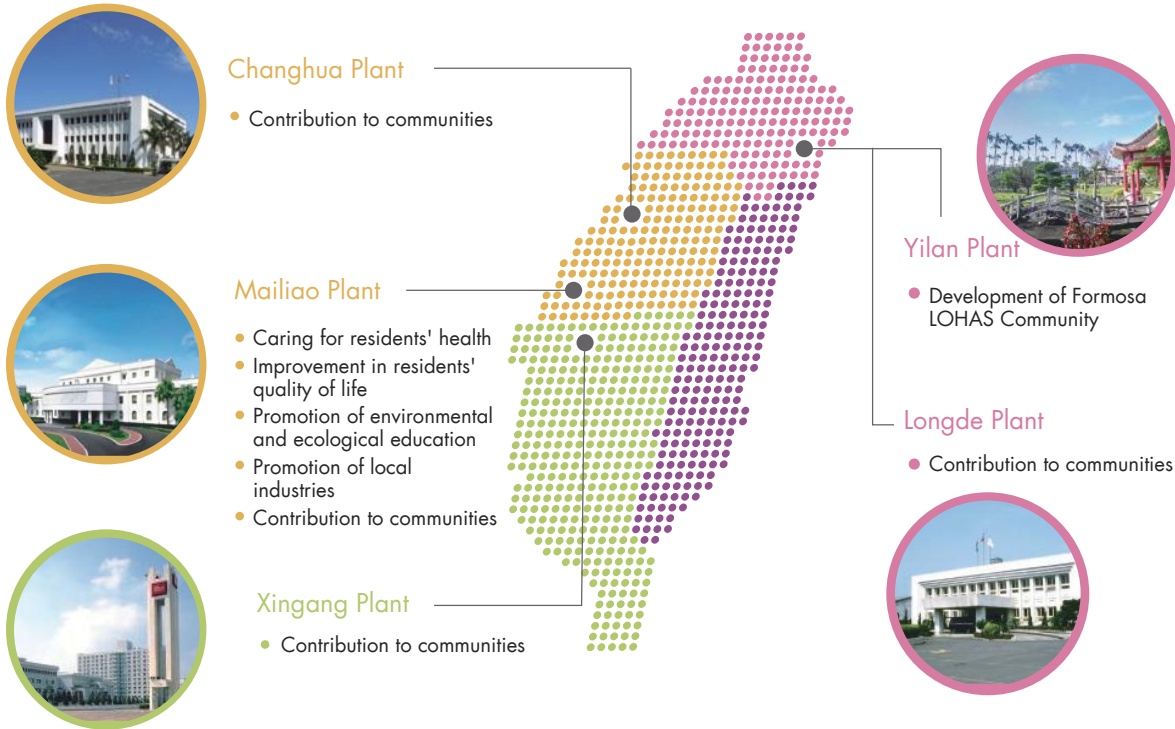 Changhua Plant
• Contribution to communities
Mailiao Plant
• Caring for residents' health
• Improvement in residents'
quality of life
• Promotion of environmental
and ecological education
• Promotion of local
industries
• Contribution to communities
Xingang Plant
• Contribution to communities
Yilan Plant
• Development of Formosa
LOHAS Community
Longde Plant
• Contribution to communities